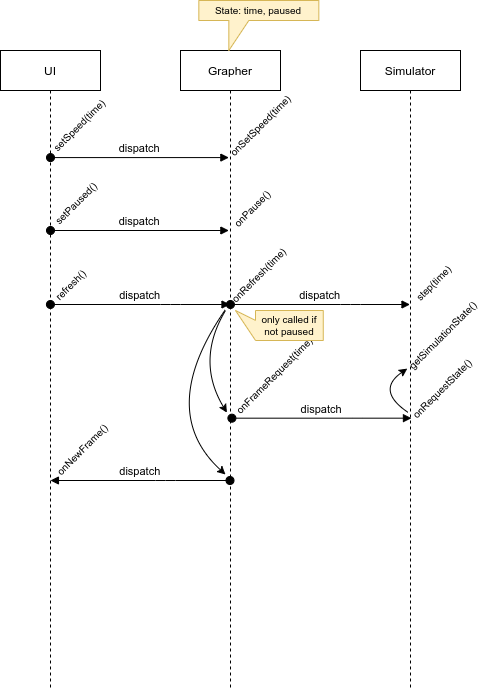 State: time, paused
UI
Grapher
Simulator
setSpeed(time)
dispatch
onSetSpeed(time)
setPaused()
dispatch
onPause()
refresh()
dispatch
onRefresh(time)
dispatch
step(time)
only called if
not paused
getSimulationState()
onFrameRequest(time)
dispatch
onRequestState()
onNewFrame()
dispatch